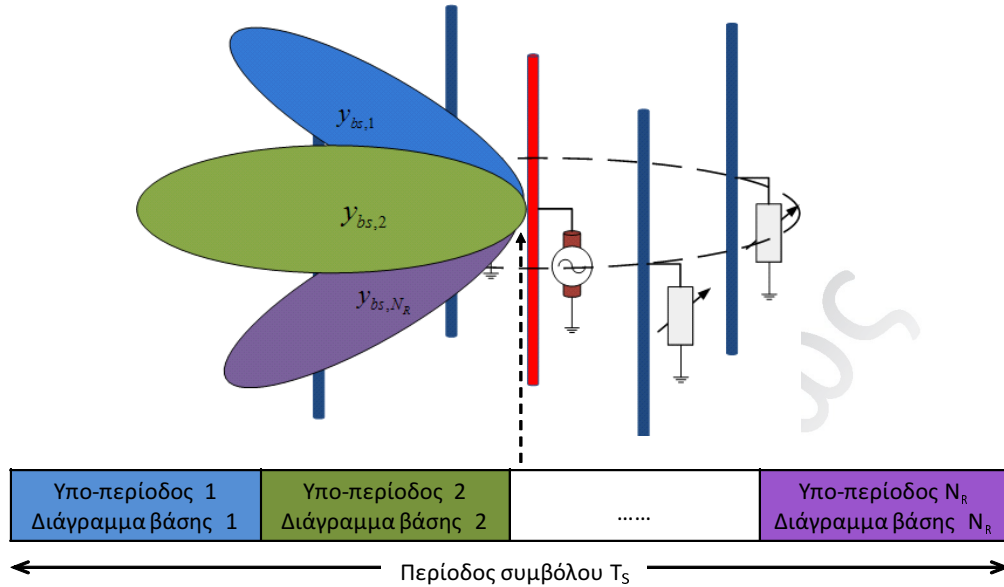 y_{bs,1}
y_{bs,2}
y_{bs,N_R}
Υπο-περίοδος 1
Διάγραμμα βάσης 1
Υπο-περίοδος 2
Διάγραμμα βάσης 2
......
Υπο-περίοδος N_R
Διάγραμμα βάσης N_R
Περίοδος συμβόλου T_S